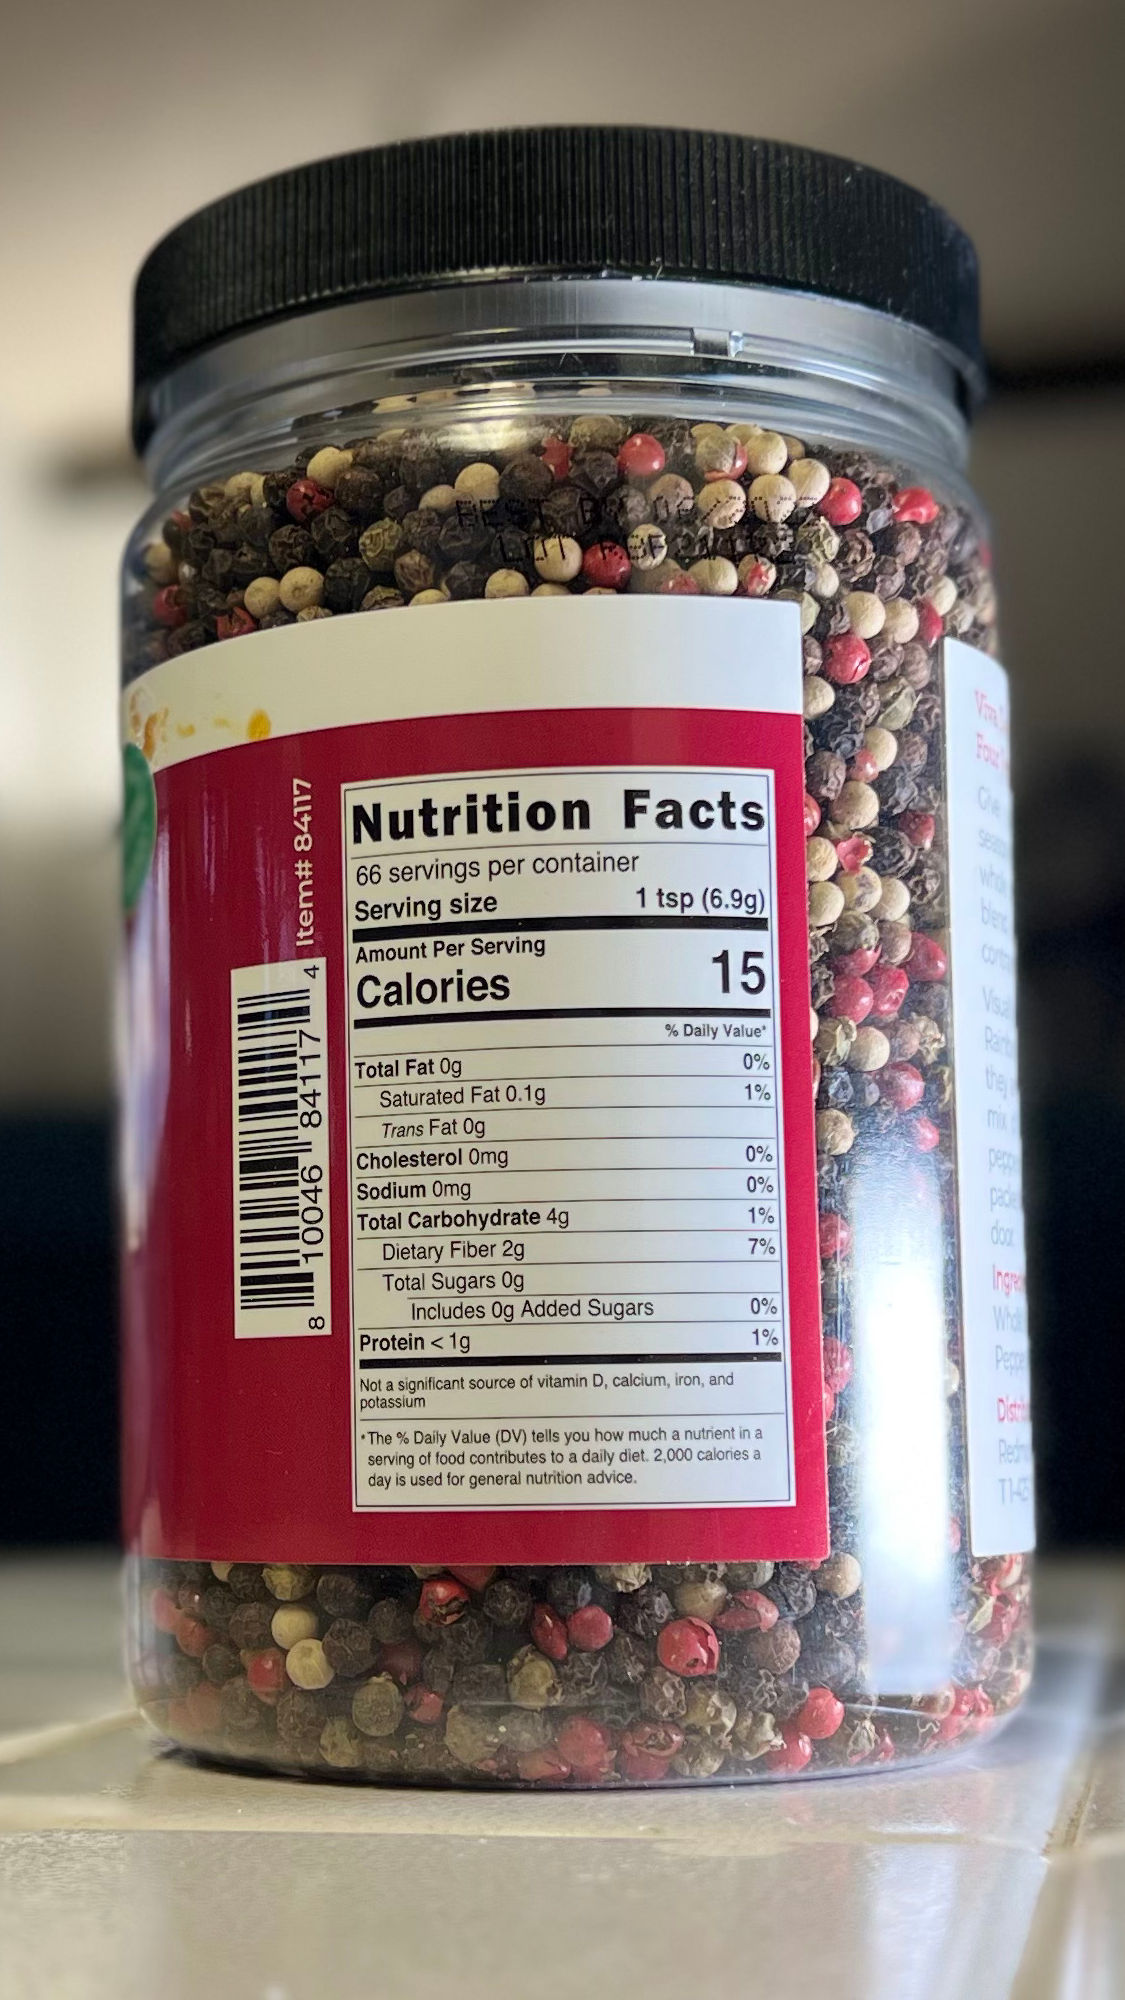 BEST BY
LOT
Item# 84117
8 10046 84117 4
Nutrition Facts
66 servings per container
Serving size 1 tsp (6.9g)
Amount Per Serving
Calories 15
% Daily Value*
Total Fat 0g 0%
Saturated Fat 0.1g 1%
Trans Fat 0g
Cholesterol 0mg 0%
Sodium 0mg 0%
Total Carbohydrate 4g 1%
Dietary Fiber 2g 7%
Total Sugars 0g
Includes 0g Added Sugars 0%
Protein < 1g 1%
Not a significant source of vitamin D, calcium, iron, and
potassium
*The % Daily Value (DV) tells you how much a nutrient in a
serving of food contributes to a daily diet. 2,000 calories a
day is used for general nutrition advice.
Viva
Four